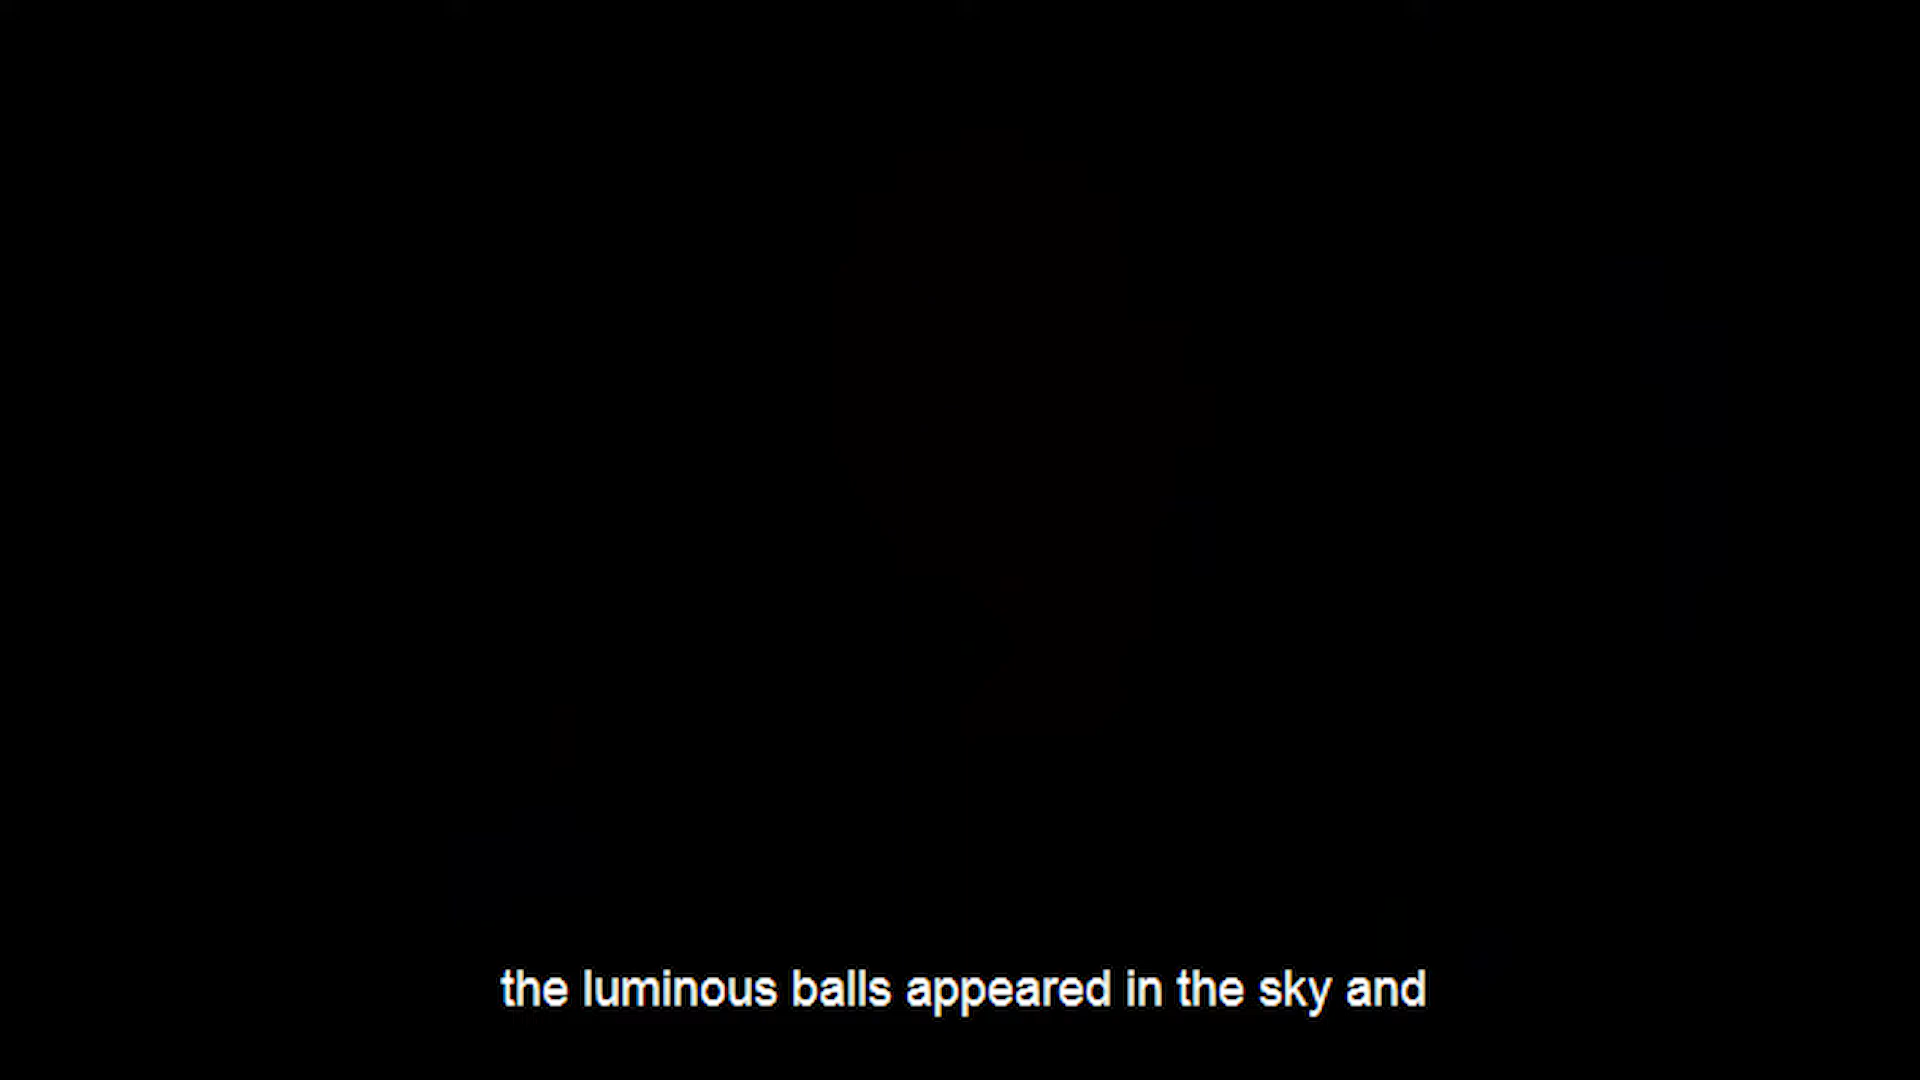 the luminous balls appeared in the sky and